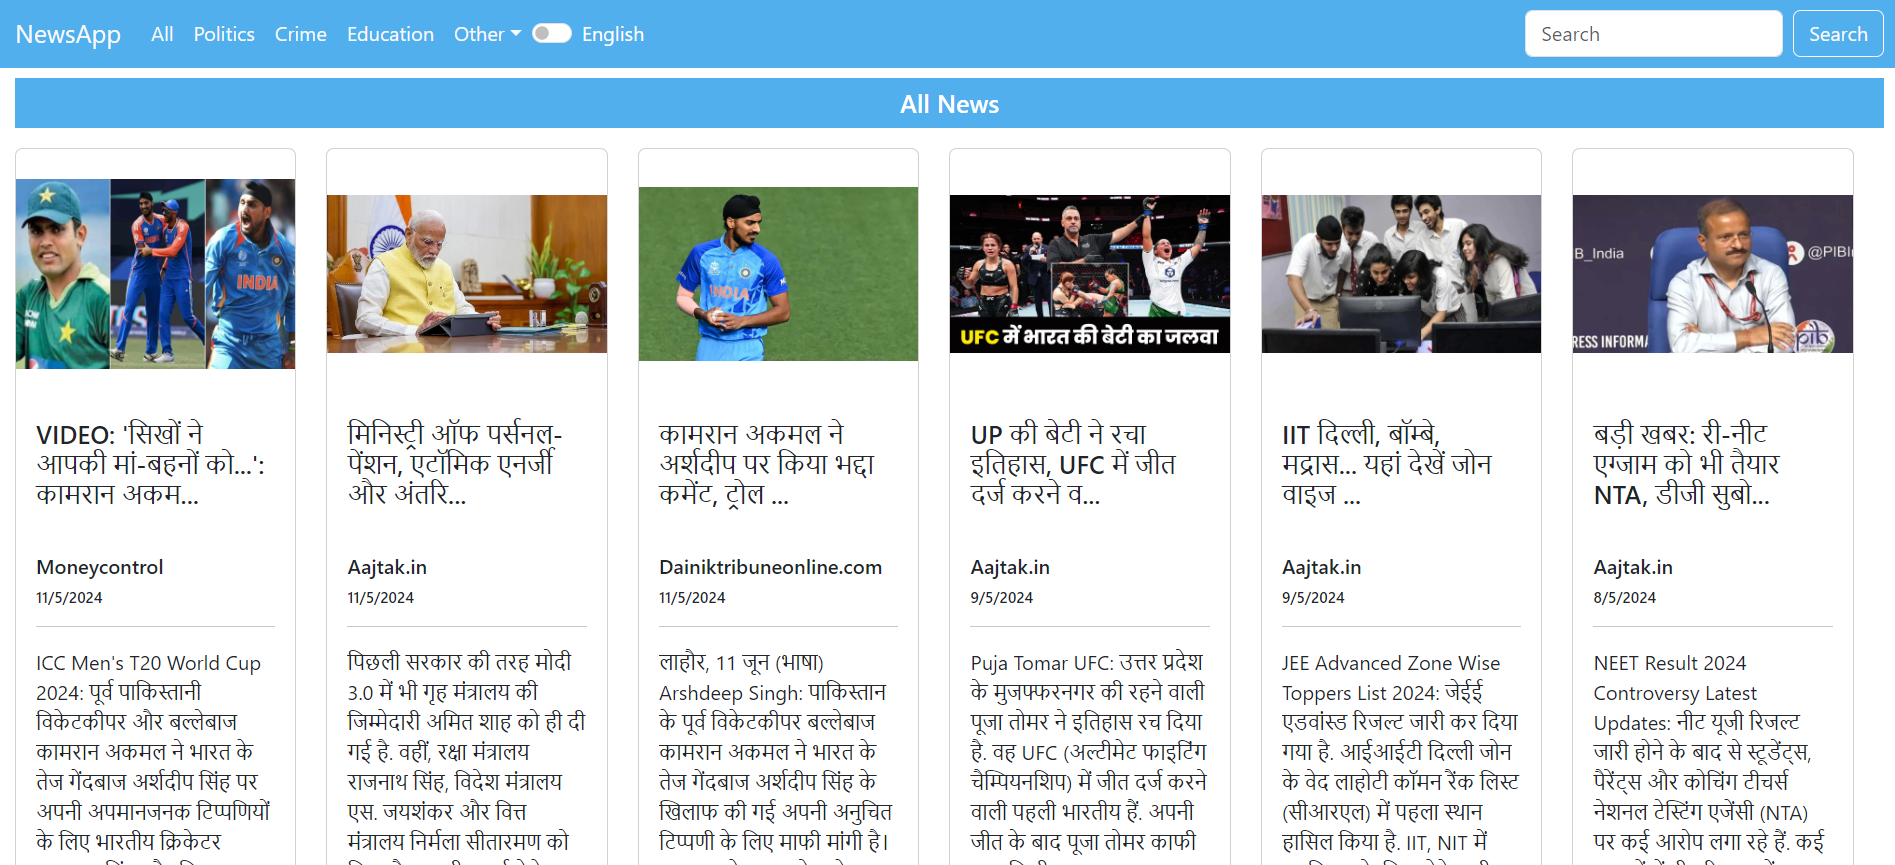 NewsApp All Politics Crime Education Other English Search Search
All News
INDIA
INDIA
UFC में भारत की बेटी का जलवा
B_India @PIBIn
RESS INFORMA pib
VIDEO: 'सिखों ने
आपकी मां-बहनों को...':
कामरान अकम...
Moneycontrol
11/5/2024
ICC Men's T20 World Cup
2024: पूर्व पाकिस्तानी
विकेटकीपर और बल्लेबाज
कामरान अकमल ने भारत के
तेज गेंदबाज अर्शदीप सिंह पर
अपनी अपमानजनक टिप्पणियों
के लिए भारतीय क्रिकेटर
मिनिस्ट्री ऑफ पर्सनल-
पेंशन, एटॉमिक एनर्जी
और अंतरि...
Aajtak.in
11/5/2024
पिछली सरकार की तरह मोदी
3.0 में भी गृह मंत्रालय की
जिम्मेदारी अमित शाह को ही दी
गई है. वहीं, रक्षा मंत्रालय
राजनाथ सिंह, विदेश मंत्रालय
एस. जयशंकर और वित्त
मंत्रालय निर्मला सीतारमण को
कामरान अकमल ने
अर्शदीप पर किया भद्दा
कमेंट, ट्रोल ...
Dainiktribuneonline.com
11/5/2024
लाहौर, 11 जून (भाषा)
Arshdeep Singh: पाकिस्तान
के पूर्व विकेटकीपर बल्लेबाज
कामरान अकमल ने भारत के
तेज गेंदबाज अर्शदीप सिंह के
खिलाफ की गई अपनी अनुचित
टिप्पणी के लिए माफी मांगी है।
UP की बेटी ने रचा
इतिहास, UFC में जीत
दर्ज करने व...
Aajtak.in
9/5/2024
Puja Tomar UFC: उत्तर प्रदेश
के मुजफ्फरनगर की रहने वाली
पूजा तोमर ने इतिहास रच दिया
है. वह UFC (अल्टीमेट फाइटिंग
चैम्पियनशिप) में जीत दर्ज करने
वाली पहली भारतीय हैं. अपनी
जीत के बाद पूजा तोमर काफी
IIT दिल्ली, बॉम्बे,
मद्रास... यहां देखें जोन
वाइज ...
Aajtak.in
9/5/2024
JEE Advanced Zone Wise
Toppers List 2024: जेईई
एडवांस्ड रिजल्ट जारी कर दिया
गया है. आईआईटी दिल्ली जोन
के वेद लाहोटी कॉमन रैंक लिस्ट
(सीआरएल) में पहला स्थान
हासिल किया है. IIT, NIT में
बड़ी खबर: री-नीट
एग्जाम को भी तैयार
NTA, डीजी सुबो...
Aajtak.in
8/5/2024
NEET Result 2024
Controversy Latest
Updates: नीट यूजी रिजल्ट
जारी होने के बाद से स्टूडेंट्स,
पैरेंट्स और कोचिंग टीचर्स
नेशनल टेस्टिंग एजेंसी (NTA)
पर कई आरोप लगा रहे हैं. कई